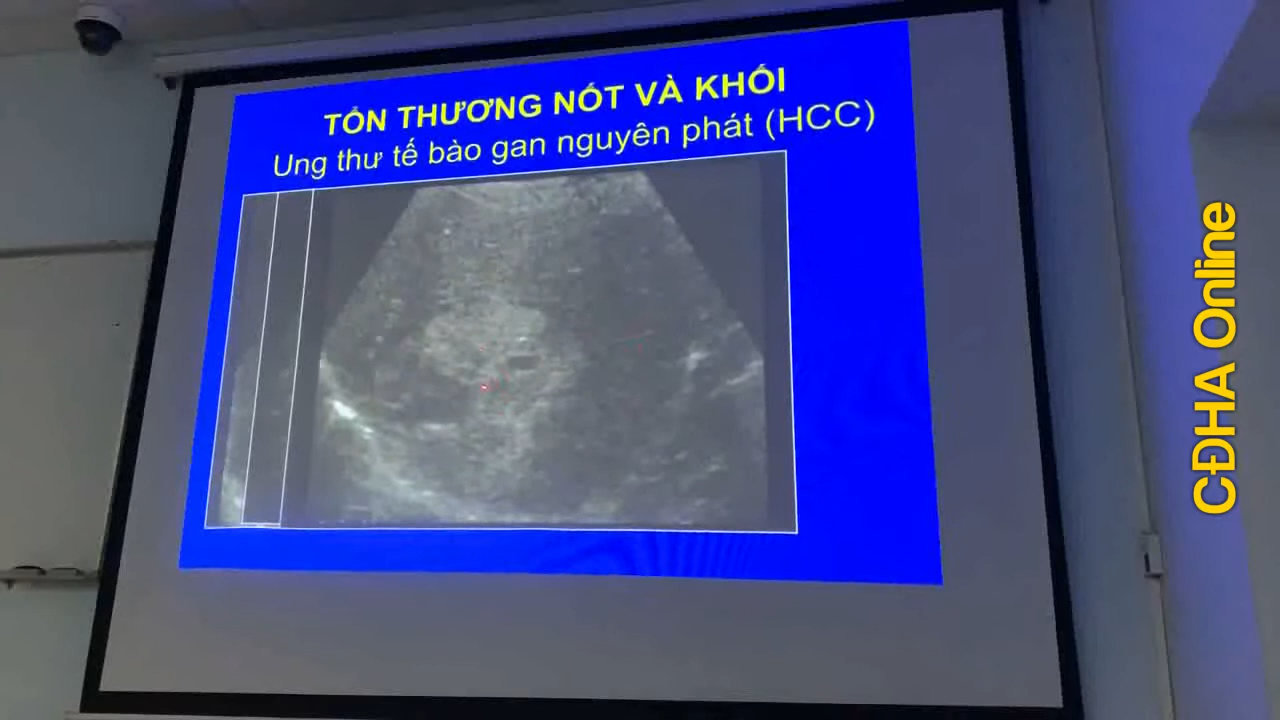 TỔN THƯƠNG NỐT VÀ KHỐI
Ung thư tế bào gan nguyên phát (HCC)
CĐHA Online